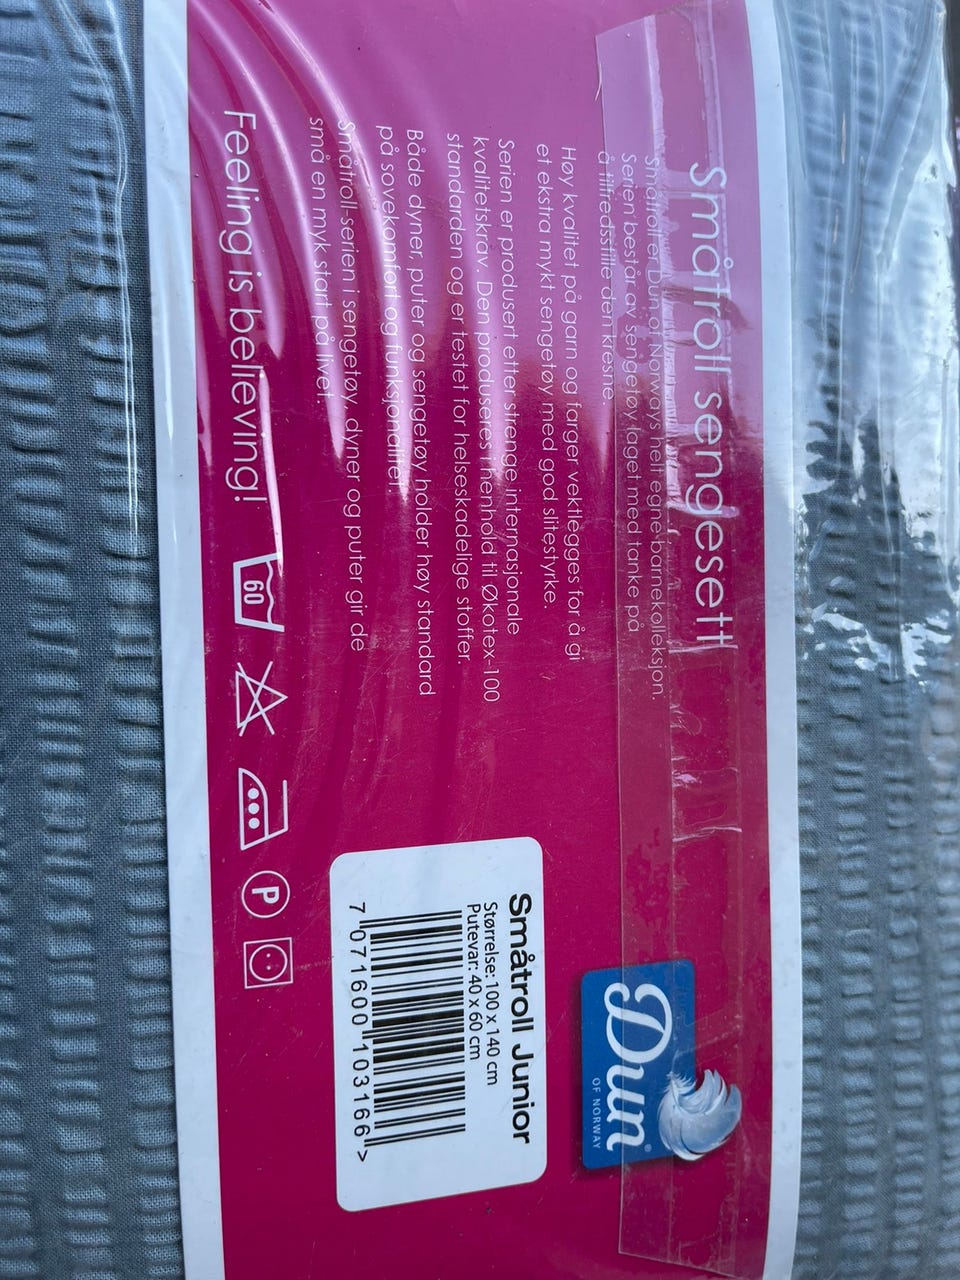 Småtroll sengesett
Småtroll er Dun of Norways helt egne barnekolleksjon.
Serien består av sengetøy laget med tanke på
å tilfredsstille den kresne.
Høy kvalitet på garn og farger vektlegges for å gi
et ekstra mykt sengetøy med god slitestyrke.
Serien er produsert etter strenge internasjonale
kvalitetskrav. Den produseres i henhold til Økotex-100
standarden og er testet for helseskadelige stoffer.
Både dyner, puter og sengetøy holder høy standard
på sovekomfort og funksjonalitet.
Småtroll-serien i sengetøy, dyner og puter gir de
små en myk start på livet.
Feeling is believing!
60
P
Småtroll Junior
Størrelse: 100 x 140 cm
Putevar: 40 x 60 cm
7 071600 103166 >
Dun®
OF NORWAY